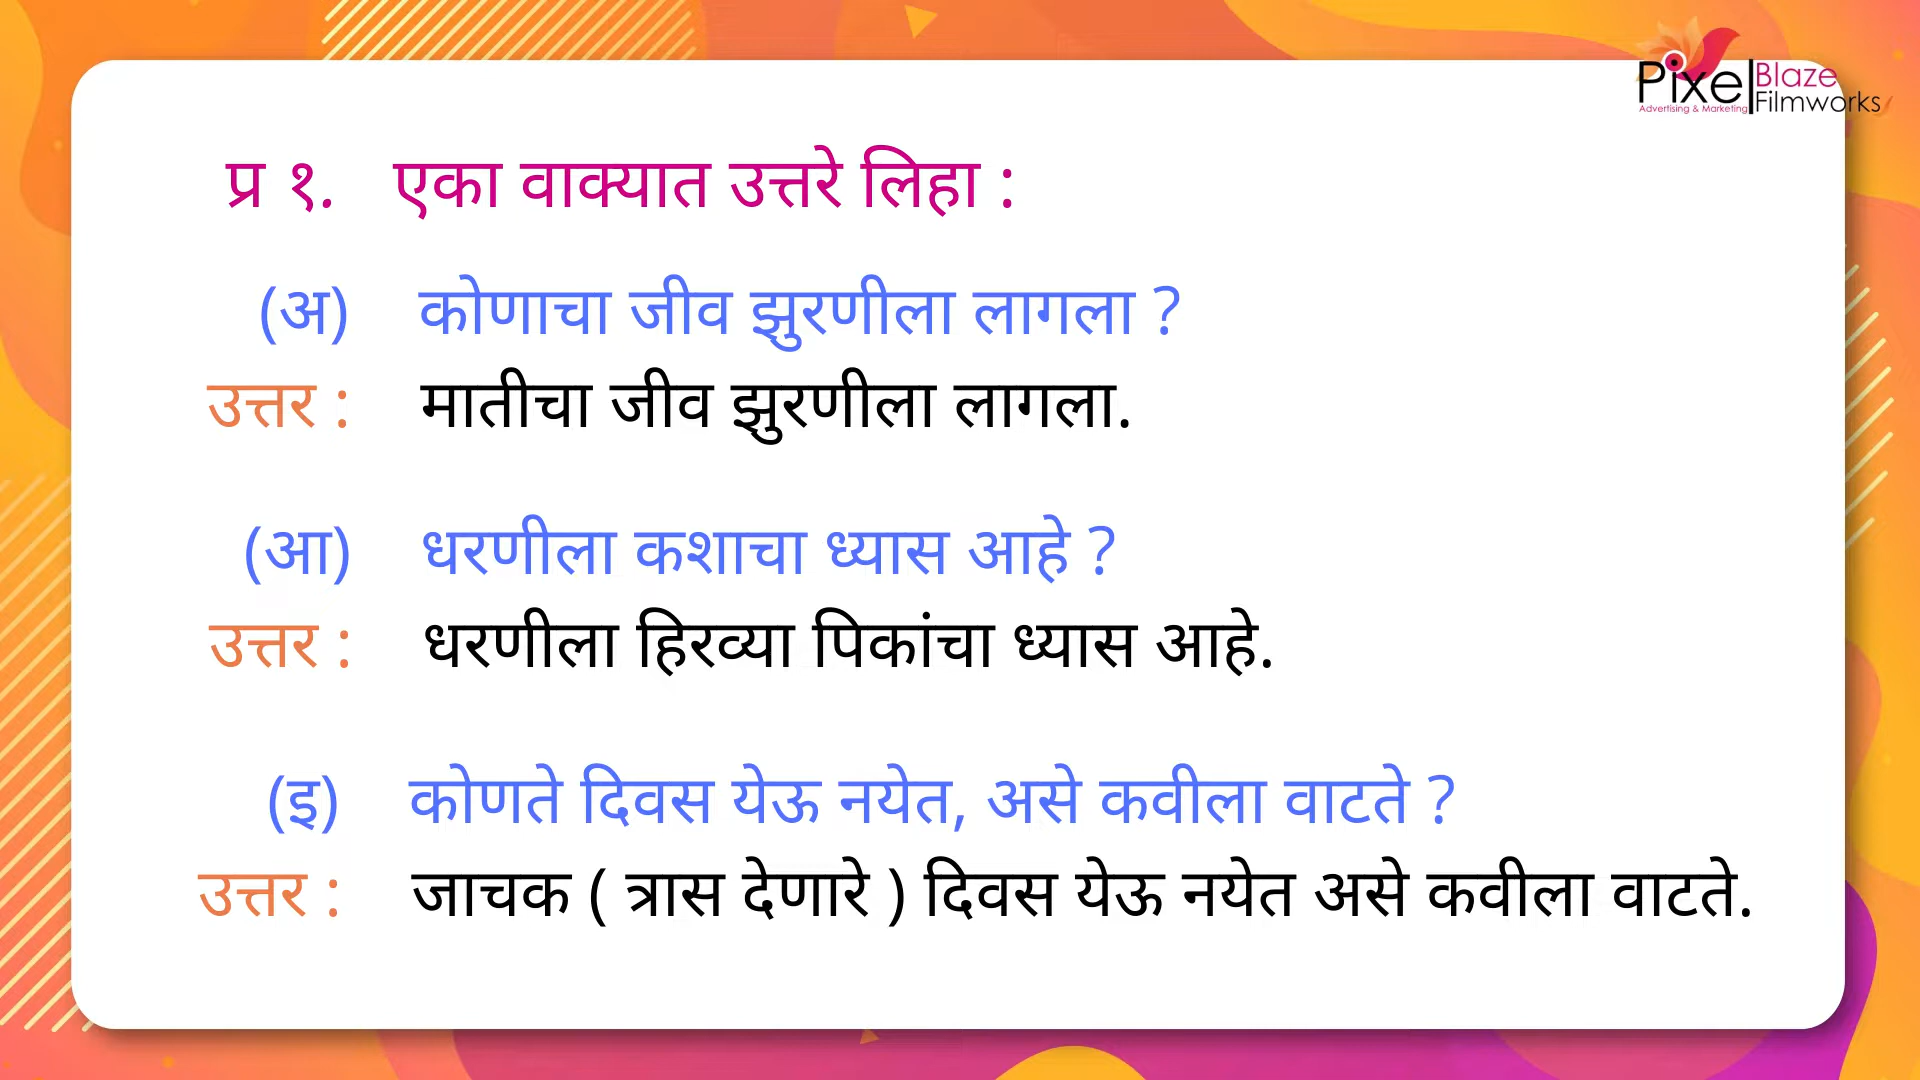 Pixel Blaze
Advertising & Marketing Filmworks
प्र १. एका वाक्यात उत्तरे लिहा :
(अ) कोणाचा जीव झुरणीला लागला ?
उत्तर : मातीचा जीव झुरणीला लागला.
(आ) धरणीला कशाचा ध्यास आहे ?
उत्तर : धरणीला हिरव्या पिकांचा ध्यास आहे.
(इ) कोणते दिवस येऊ नयेत, असे कवीला वाटते ?
उत्तर : जाचक ( त्रास देणारे ) दिवस येऊ नयेत असे कवीला वाटते.